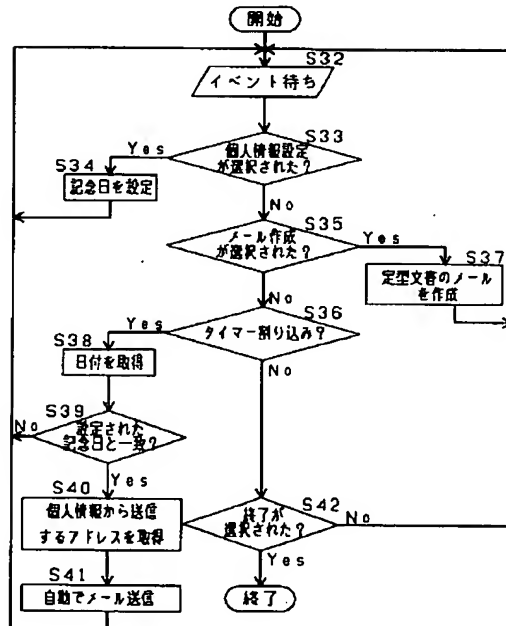 開始
S32
イベント待ち
S33
個人情報設定
が選択された?
Yes
No
S34
記念日を設定
S35
メール作成
が選択された?
Yes
No
S37
定型文書のメール
を作成
S36
タイマー割り込み?
Yes
No
S38
日付を取得
S39
設定された
記念日と一致?
No
Yes
S40
個人情報から送信
するアドレスを取得
S42
終了が
選択された?
No
Yes
S41
自動でメール送信
終了